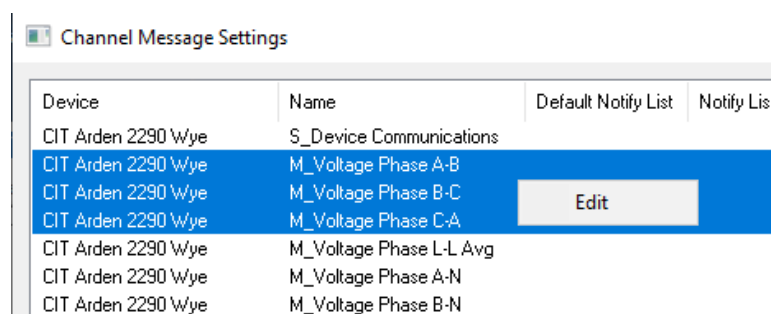 Channel Message Settings
Device Name Default Notify List Notify Lis
CIT Arden 2290 Wye S_Device Communications
CIT Arden 2290 Wye M_Voltage Phase A-B
CIT Arden 2290 Wye M_Voltage Phase B-C
Edit
CIT Arden 2290 Wye M_Voltage Phase C-A
CIT Arden 2290 Wye M_Voltage Phase L-L Avg
CIT Arden 2290 Wye M_Voltage Phase A-N
CIT Arden 2290 Wye M_Voltage Phase B-N